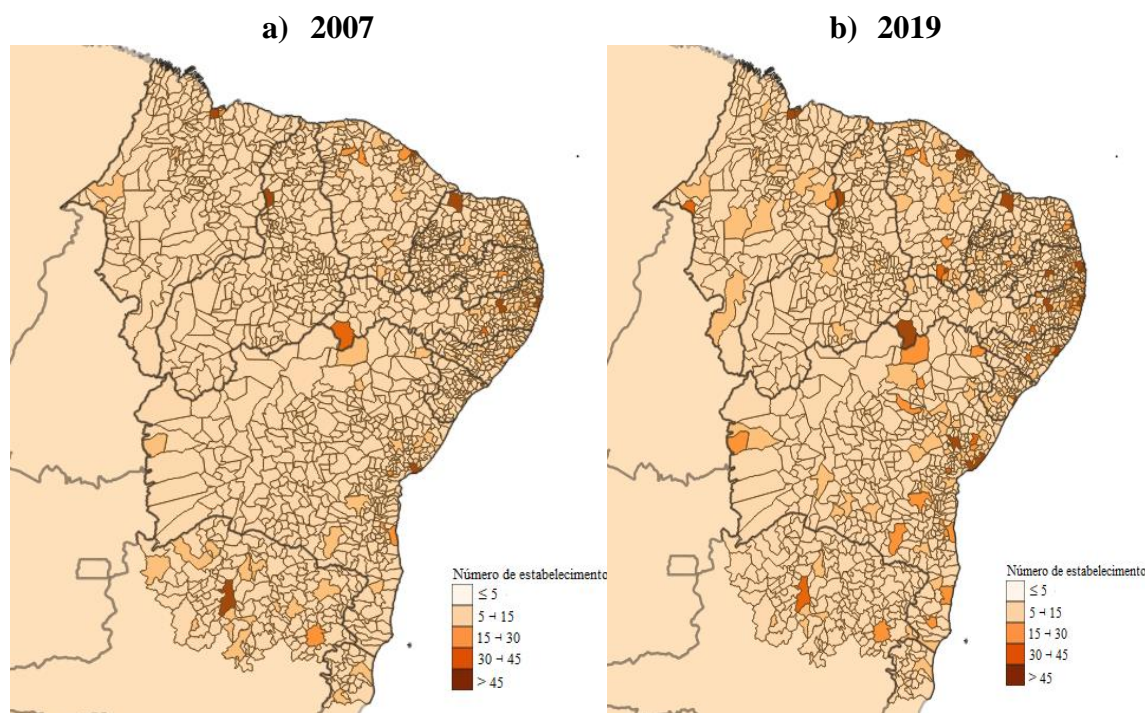 a) 2007
b) 2019
Número de estabelecimento
≤ 5
5 ⫞ 15
15 ⫞ 30
30 ⫞ 45
> 45
Número de estabelecimento
≤ 5
5 ⫞ 15
15 ⫞ 30
30 ⫞ 45
> 45